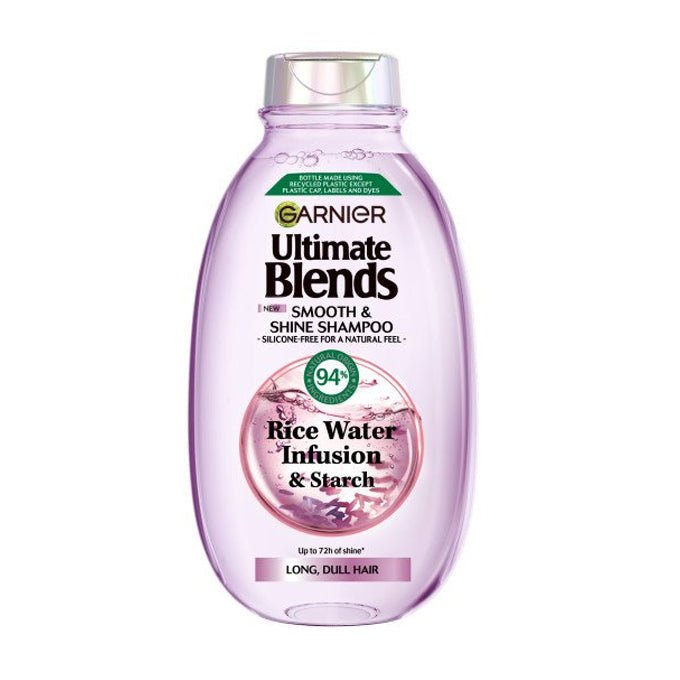 BOTTLE MADE USING
RECYCLED PLASTIC EXCEPT
PLASTIC CAP, LABELS AND DYES
GARNIER
Ultimate
Blends
NEW SMOOTH &
SHINE SHAMPOO
- SILICONE-FREE FOR A NATURAL FEEL -
NATURAL ORIGIN
94%
INGREDIENTS
Rice Water
Infusion
& Starch
Up to 72h of shine*
LONG, DULL HAIR